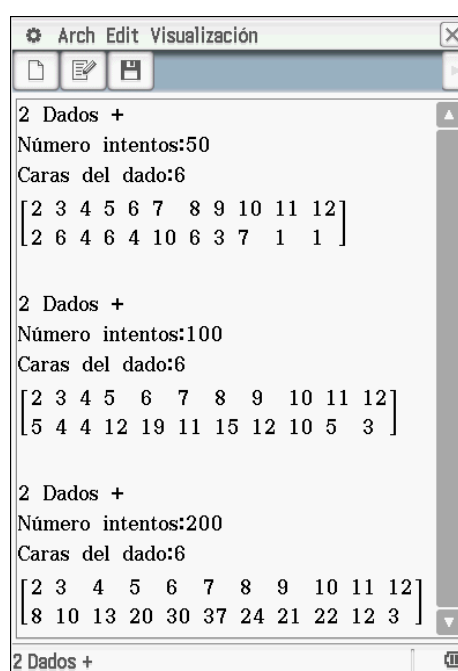 Arch Edit Visualización
2 Dados +
Número intentos:50
Caras del dado:6
2 3 4 5 6 7 8 9 10 11 12
2 6 4 6 4 10 6 3 7 1 1
2 Dados +
Número intentos:100
Caras del dado:6
2 3 4 5 6 7 8 9 10 11 12
5 4 4 12 19 11 15 12 10 5 3
2 Dados +
Número intentos:200
Caras del dado:6
2 3 4 5 6 7 8 9 10 11 12
8 10 13 20 30 37 24 21 22 12 3
2 Dados +